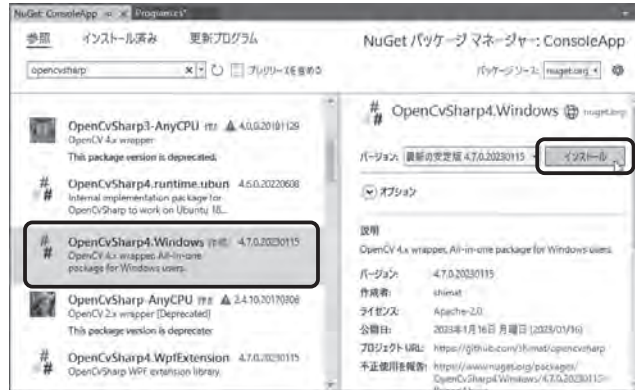 NuGet: ConsoleApp Program.cs*
参照 インストール済み 更新プログラム
NuGet パッケージ マネージャー: ConsoleApp
opencvsharp
プレリリースを含める
パッケージ ソース: nuget.org
OpenCvSharp3-AnyCPU 作成 4.0.0.20181129
OpenCV 4.x wrapper
This package version is deprecated.
OpenCvSharp4.runtime.ubun 4.6.0.20220608
Internal implementation package for
OpenCvSharp to work on Ubuntu 18...
OpenCvSharp4.Windows 作成 4.7.0.20230115
OpenCV 4.x wrapper. All-in-one
package for Windows users.
OpenCvSharp-AnyCPU 作成 2.4.10.20170306
OpenCV 2.x wrapper [Deprecated]
This package version is deprecated.
OpenCvSharp4.WpfExtension 4.7.0.20230115
OpenCvSharp WPF extension library.
OpenCvSharp4.Windows nuget.org
バージョン: 最新の安定版 4.7.0.20230115 インストール
オプション
説明
OpenCV 4.x wrapper. All-in-one package for Windows users.
バージョン: 4.7.0.20230115
作成者: shimat
ライセンス: Apache-2.0
公開日: 2023年1月16日 月曜日 (2023/01/16)
プロジェクト URL: https://github.com/shimat/opencvsharp
不正使用を報告: https://www.nuget.org/packages/
OpenCvSharp4.Windows/4.7.0.20230115/